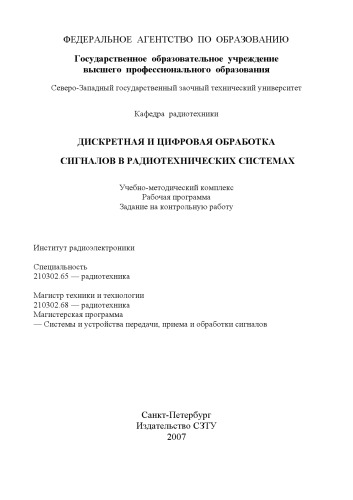 ФЕДЕРАЛЬНОЕ АГЕНТСТВО ПО ОБРАЗОВАНИЮ
Государственное образовательное учреждение
высшего профессионального образования
Северо-Западный государственный заочный технический университет
Кафедра радиотехники
ДИСКРЕТНАЯ И ЦИФРОВАЯ ОБРАБОТКА
СИГНАЛОВ В РАДИОТЕХНИЧЕСКИХ СИСТЕМАХ
Учебно-методический комплекс
Рабочая программа
Задание на контрольную работу
Институт радиоэлектроники
Специальность
210302.65 — радиотехника
Магистр техники и технологии
210302.68 — радиотехника
Магистерская программа
— Системы и устройства передачи, приема и обработки сигналов
Санкт-Петербург
Издательство СЗТУ
2007